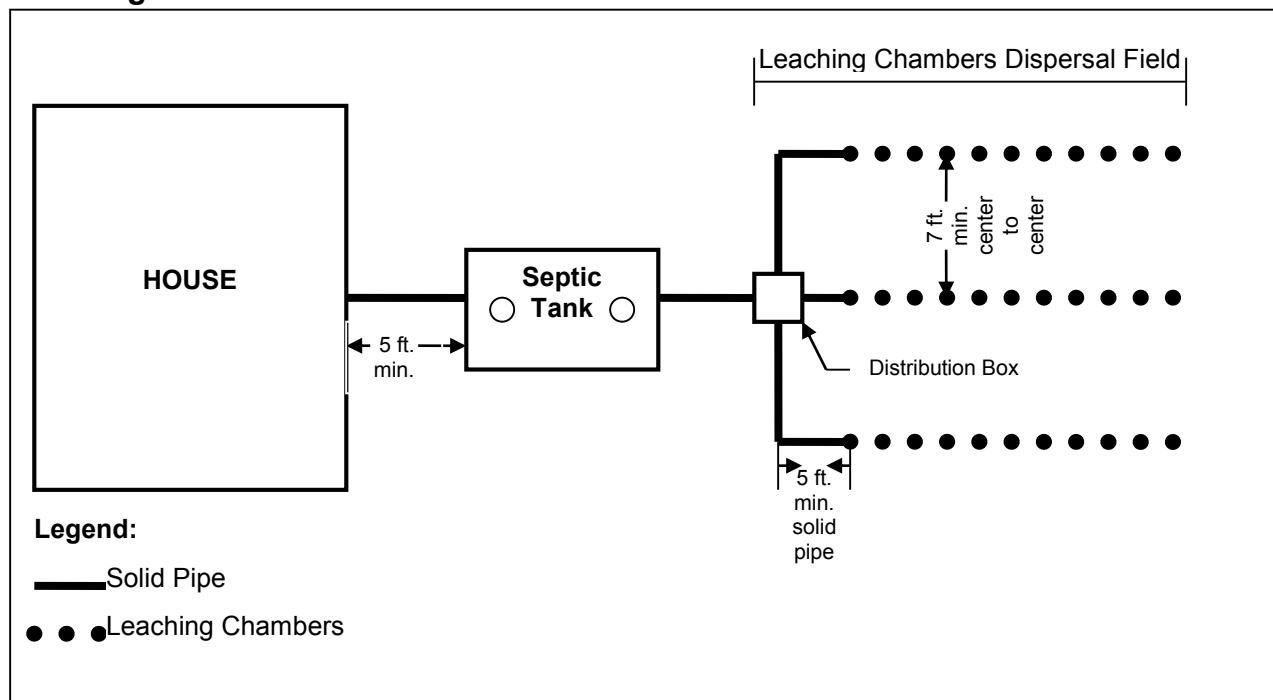 Leaching Chambers Dispersal Field
HOUSE
Septic
Tank
5 ft.
min.
7 ft.
min.
center
to
center
Distribution Box
5 ft.
min.
solid
pipe
Legend:
Solid Pipe
Leaching Chambers